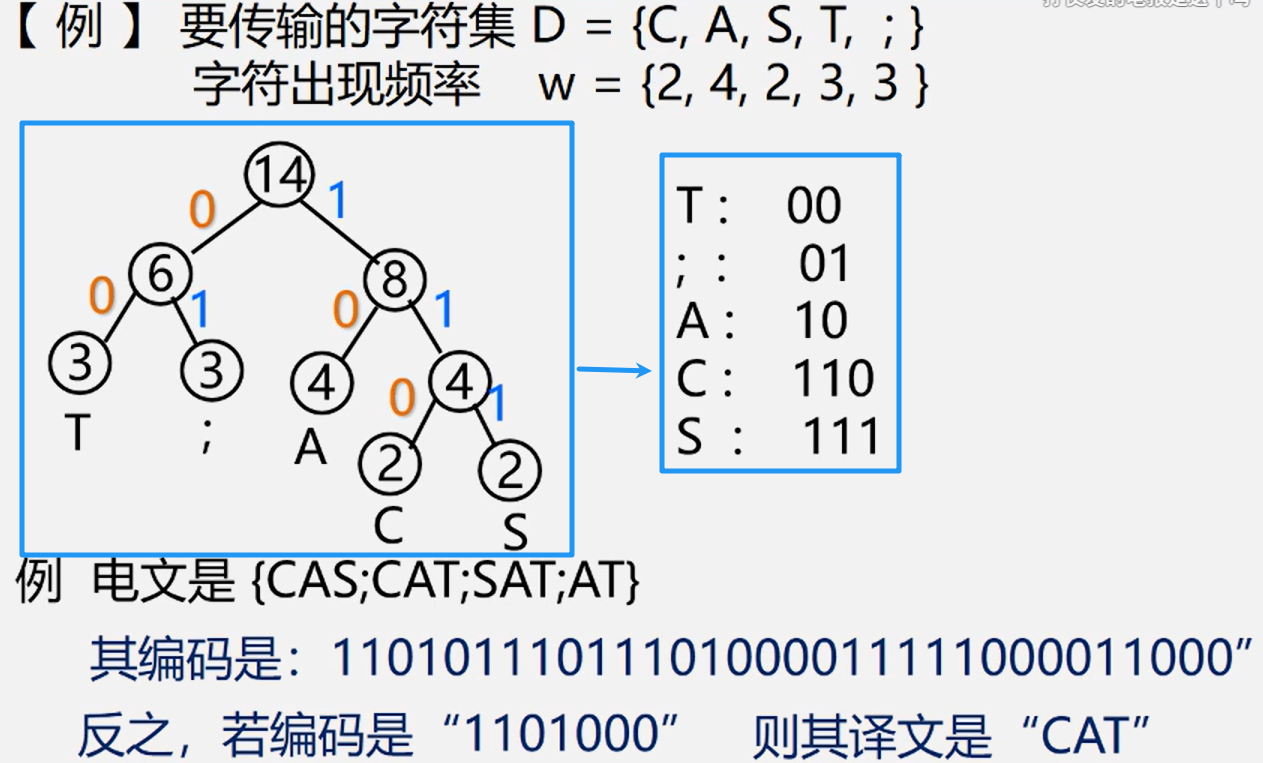 【 例 】 要传输的字符集 D = {C, A, S, T, ; }
字符出现频率 w = {2, 4, 2, 3, 3 }
14
0 1
6 8
0 1 0 1
3 3 4 4
T ; A 0 1
2 2
C S
T : 00
; : 01
A : 10
C : 110
S : 111
例 电文是 {CAS;CAT;SAT;AT}
其编码是：11010111011101000011111000011000”
反之，若编码是“1101000” 则其译文是“CAT”